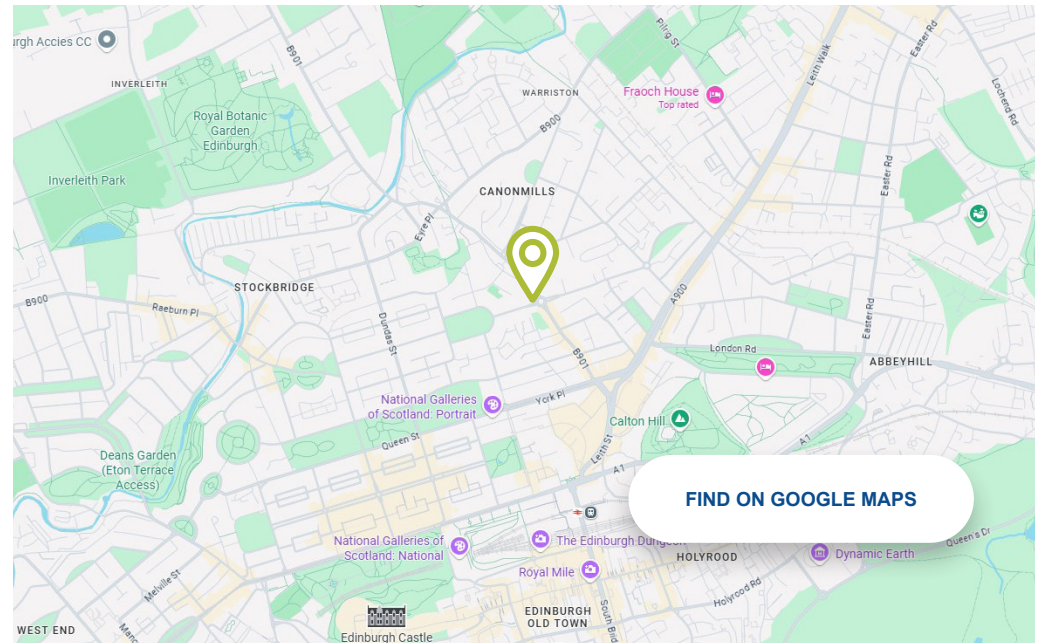 urgh Accies CC
B901
Pilrig St
Leith Walk
Easter Rd
INVERLEITH
WARRISTON
Fraoch House
Top rated
Lochend Rd
Royal Botanic
Garden
Edinburgh
B900
Inverleith Park
CANONMILLS
Easter Rd
Eyre Pl
STOCKBRIDGE
A900
B900
Raeburn Pl
Dundas St
Easter Rd
B901
London Rd
ABBEYHILL
National Galleries
of Scotland: Portrait
York Pl
Calton Hill
Queen St
Leith St
A1
A1
Deans Garden
(Eton Terrace
Access)
FIND ON GOOGLE MAPS
National Galleries of
Scotland: National
The Edinburgh Dungeon
HOLYROOD
Queen's Dr
Dynamic Earth
Royal Mile
Melville St
Holyrood Rd
EDINBURGH
OLD TOWN
South Brid
WEST END
Mano
Edinburgh Castle